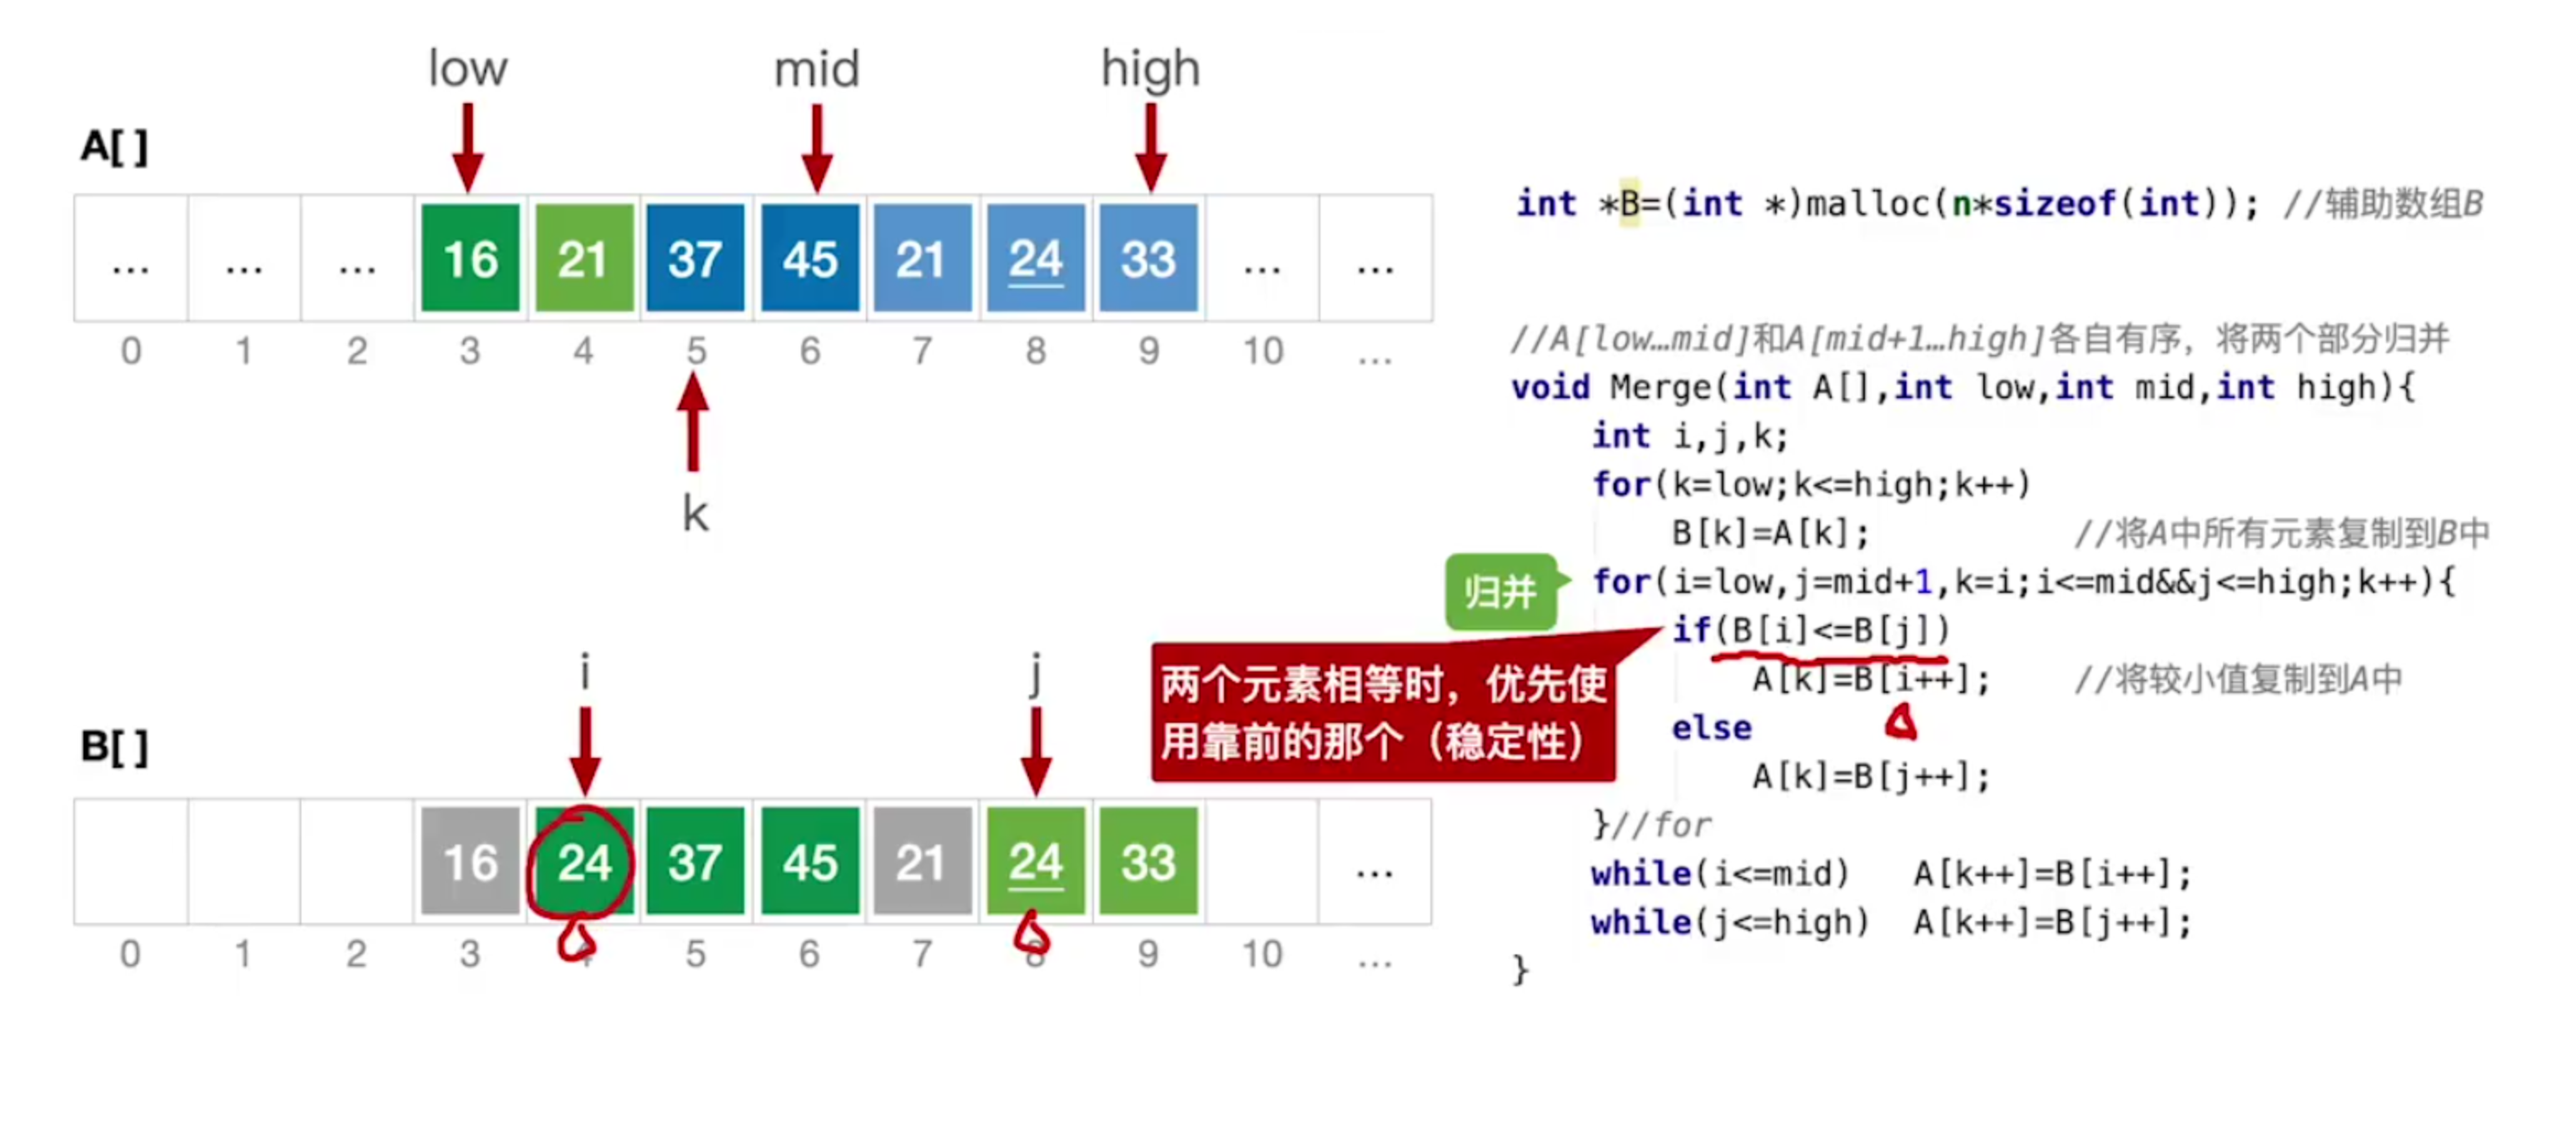 low mid high
A[ ]
... ... ... 16 21 37 45 21 24 33 ... ...
0 1 2 3 4 5 6 7 8 9 10 ...
k
i j
B[ ]
16 24 37 45 21 24 33 ...
0 1 2 3 4 5 6 7 8 9 10 ...
int *B=(int *)malloc(n*sizeof(int)); //辅助数组B
//A[low…mid]和A[mid+1…high]各自有序，将两个部分归并
void Merge(int A[],int low,int mid,int high){
int i,j,k;
for(k=low;k<=high;k++)
B[k]=A[k]; //将A中所有元素复制到B中
归并
for(i=low,j=mid+1,k=i;i<=mid&&j<=high;k++){
if(B[i]<=B[j])
两个元素相等时，优先使
用靠前的那个（稳定性）
A[k]=B[i++]; //将较小值复制到A中
else
A[k]=B[j++];
}//for
while(i<=mid) A[k++]=B[i++];
while(j<=high) A[k++]=B[j++];
}